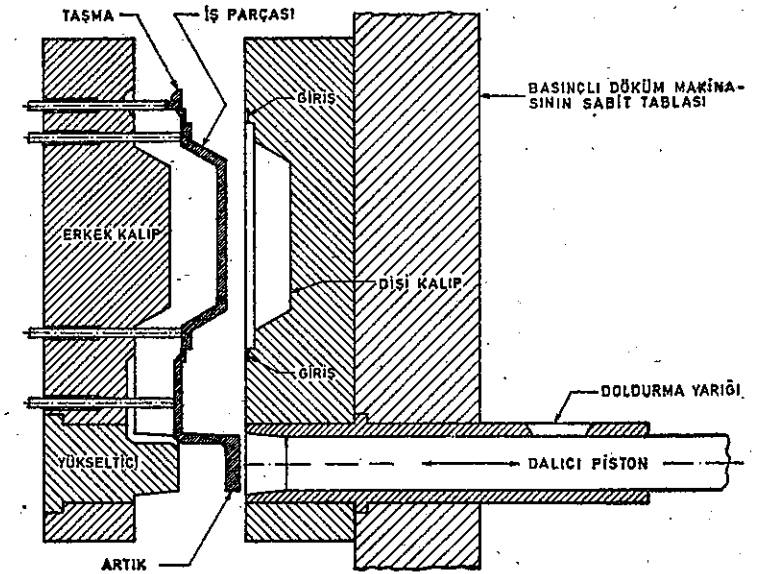 TAŞMA
İŞ PARÇASI
GİRİŞ
BASINÇLI DÖKÜM MAKİNA-
SININ SABİT TABLASI
ERKEK KALIP
DİŞİ KALIP
GİRİŞ
DOLDURMA YARIĞI
YÜKSELTİCİ
DALICI PİSTON
ARTIK